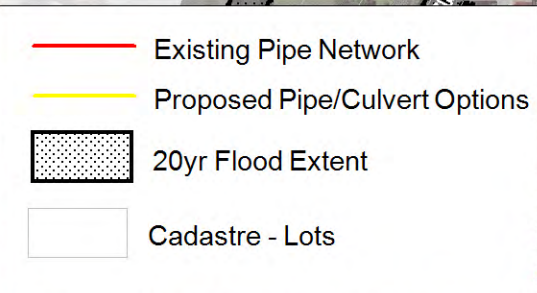 Existing Pipe Network
Proposed Pipe/Culvert Options
20yr Flood Extent
Cadastre - Lots